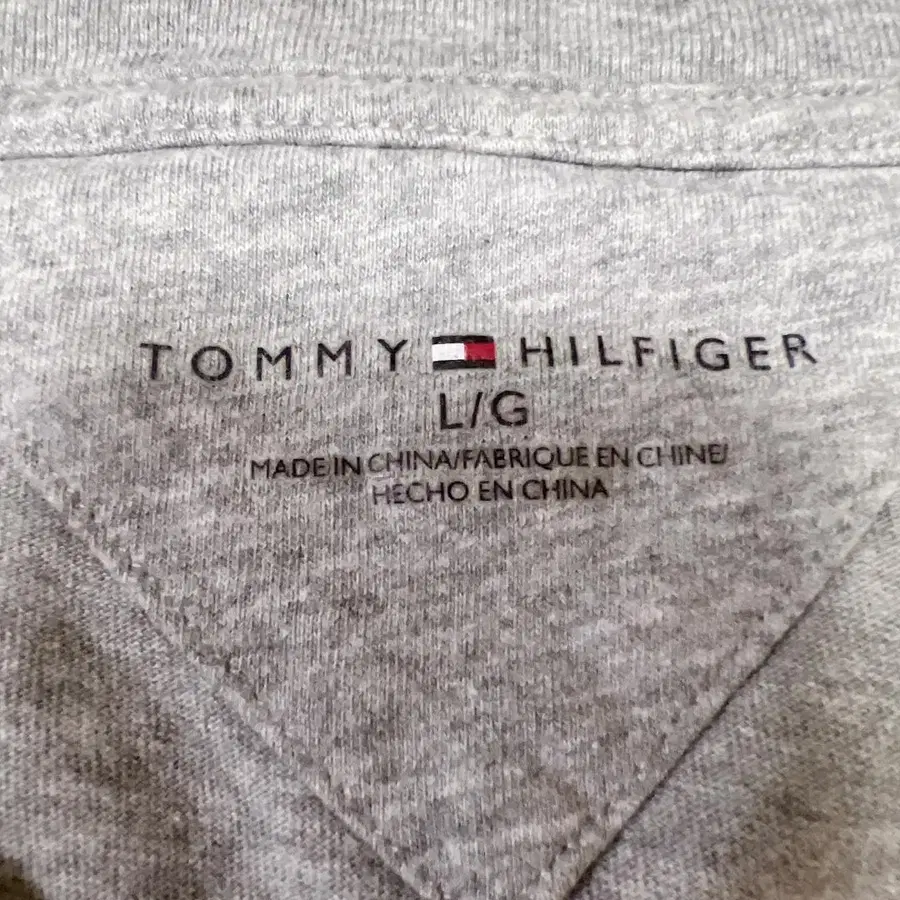 TOMMY HILFIGER
L/G
MADE IN CHINA/FABRIQUE EN CHINE/
HECHO EN CHINA